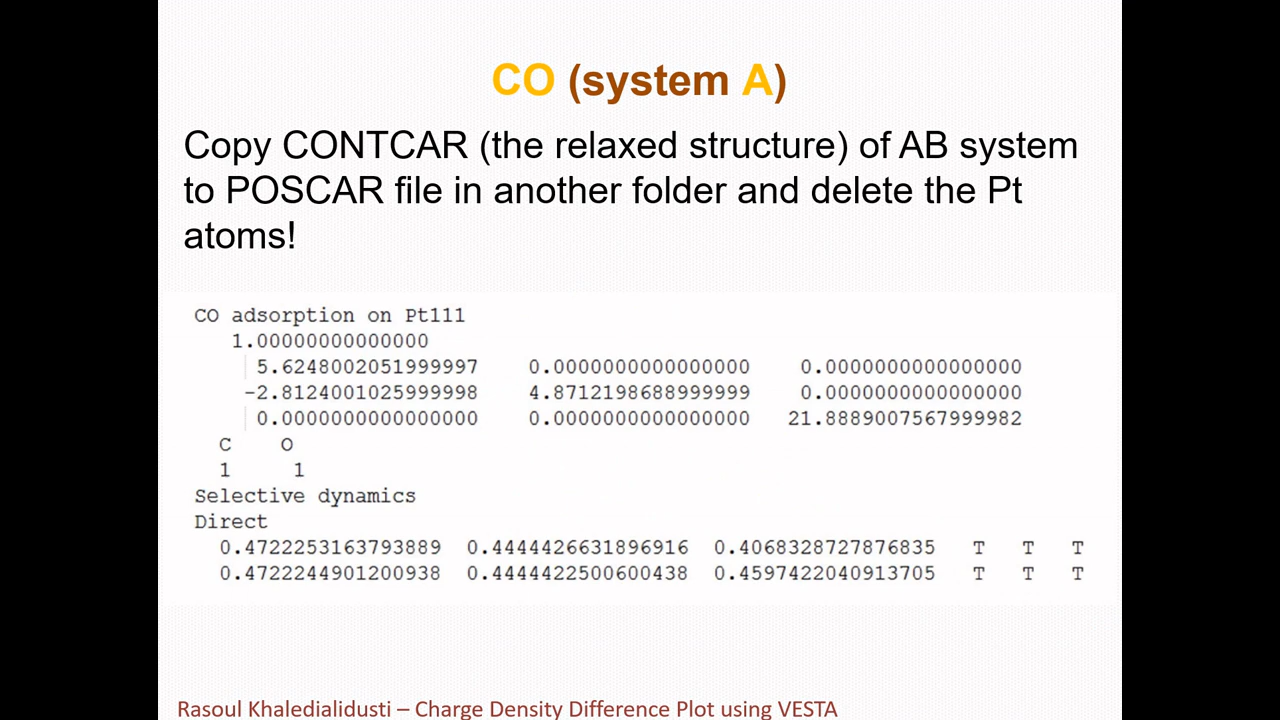 CO (system A)
Copy CONTCAR (the relaxed structure) of AB system
to POSCAR file in another folder and delete the Pt
atoms!
CO adsorption on Pt111
1.00000000000000
5.6248002051999997 0.0000000000000000 0.0000000000000000
-2.8124001025999998 4.8712198688999999 0.0000000000000000
0.0000000000000000 0.0000000000000000 21.8889007567999982
C O
1 1
Selective dynamics
Direct
0.4722253163793889 0.4444426631896916 0.4068328727876835 T T T
0.4722244901200938 0.4444422500600438 0.4597422040913705 T T T
Rasoul Khaledialidusti – Charge Density Difference Plot using VESTA